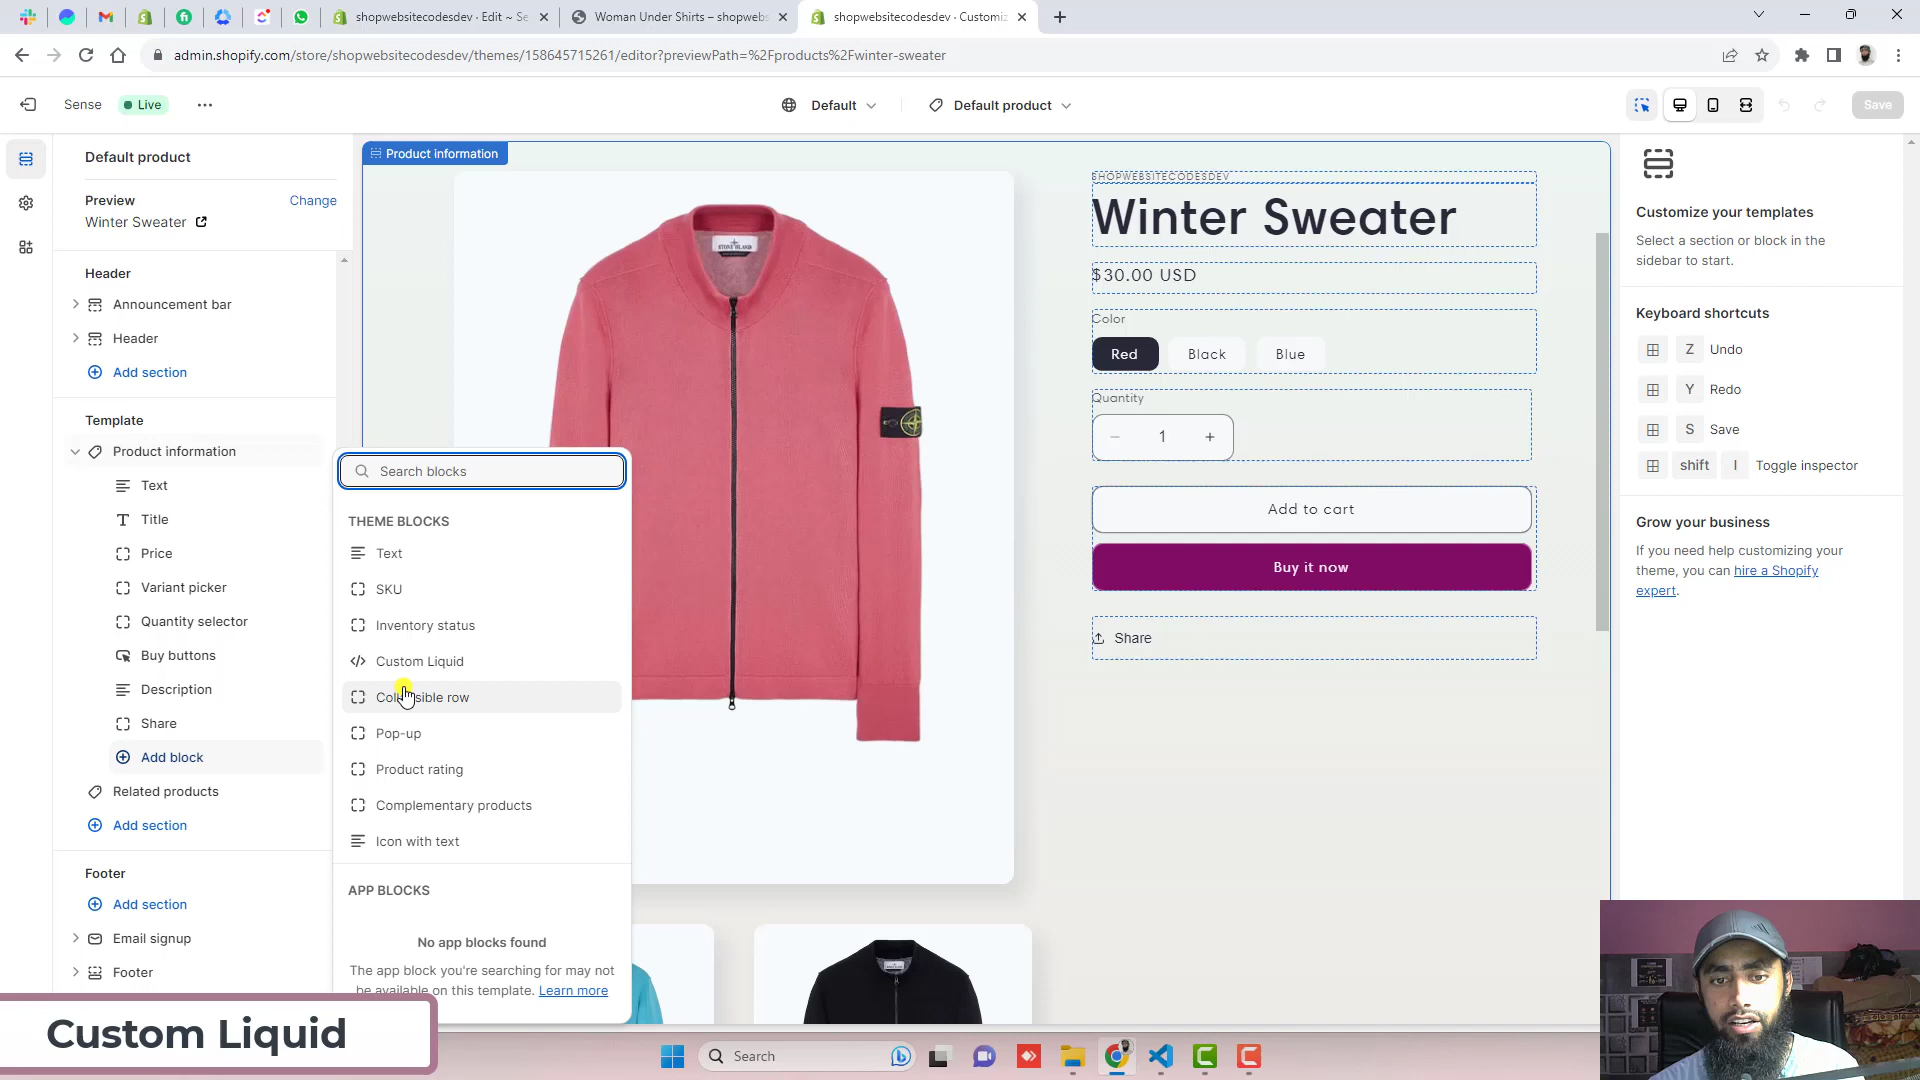 shopwebsitecodesdev · Edit ~ Se
Woman Under Shirts – shopwebs
shopwebsitecodesdev · Customiz
admin.shopify.com/store/shopwebsitecodesdev/themes/158645715261/editor?previewPath=%2Fproducts%2Fwinter-sweater
Sense
Live
Default
Default product
Save
Default product
Preview
Change
Winter Sweater
Header
Announcement bar
Header
Add section
Template
Product information
Text
Title
Price
Variant picker
Quantity selector
Buy buttons
Description
Share
Add block
Related products
Add section
Footer
Add section
Email signup
Footer
Search blocks
THEME BLOCKS
Text
SKU
Inventory status
Custom Liquid
Collapsible row
Pop-up
Product rating
Complementary products
Icon with text
APP BLOCKS
No app blocks found
The app block you're searching for may not
be available on this template. Learn more
Product information
STONE ISLAND
SHOPWEBSITECODESDEV
Winter Sweater
$30.00 USD
Color
Red
Black
Blue
Quantity
1
Add to cart
Buy it now
Share
Customize your templates
Select a section or block in the
sidebar to start.
Keyboard shortcuts
Z
Undo
Y
Redo
S
Save
shift
I
Toggle inspector
Grow your business
If you need help customizing your
theme, you can hire a Shopify
expert.
Custom Liquid
Search